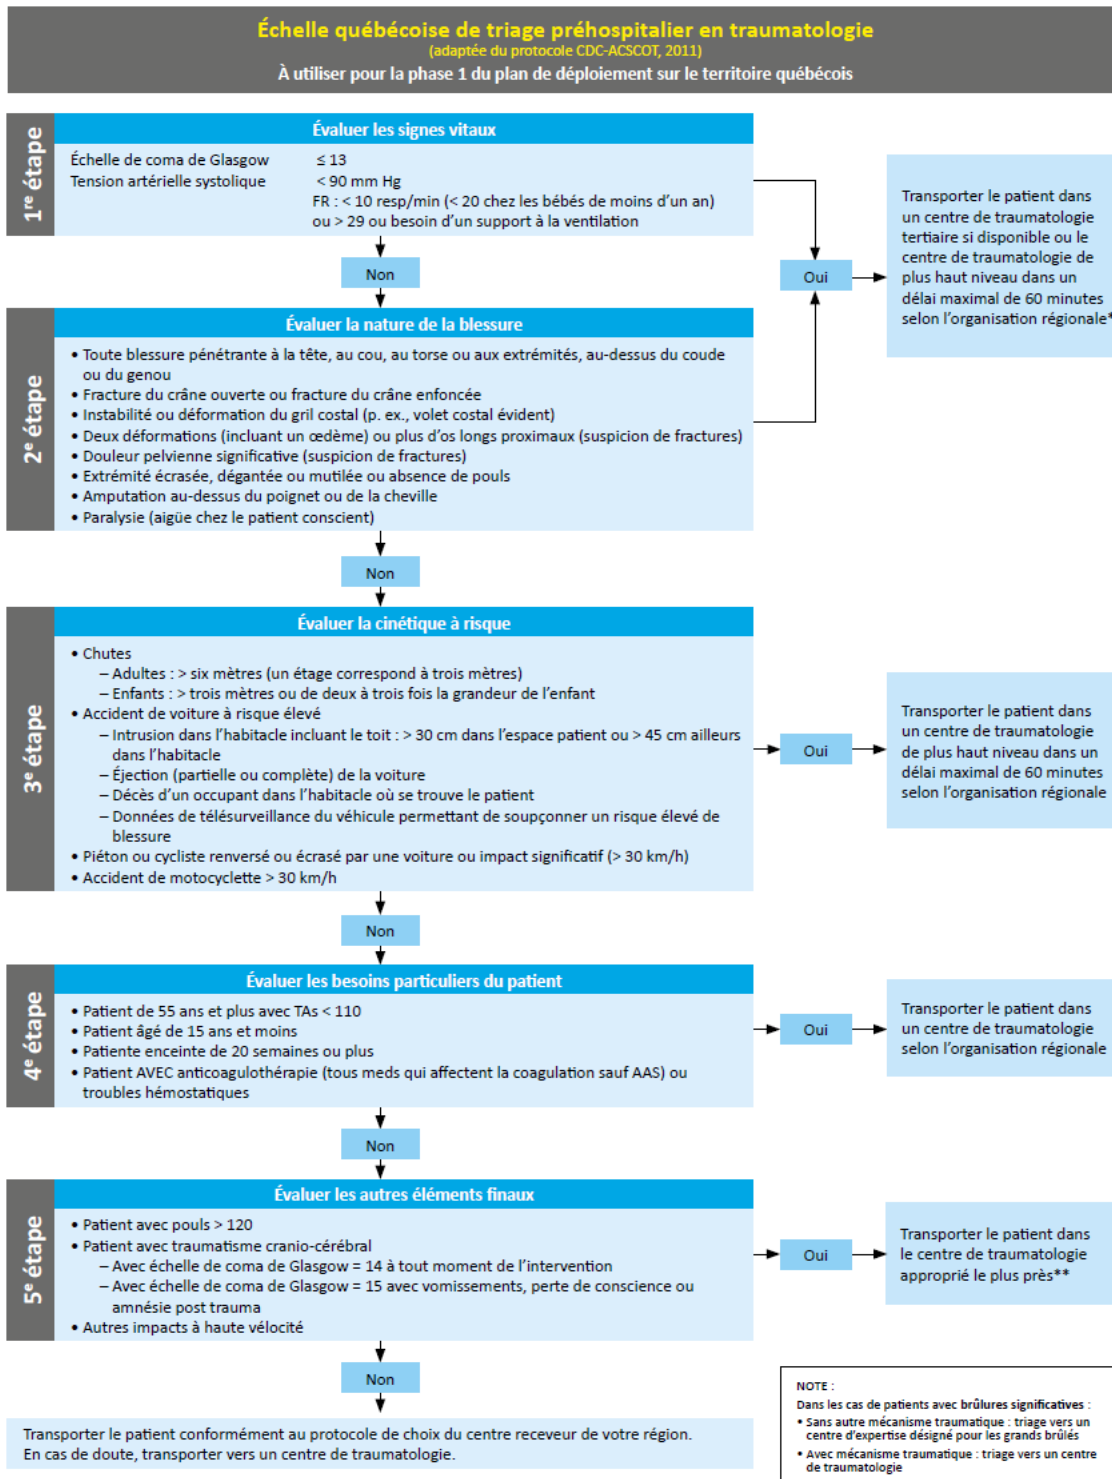 Échelle québécoise de triage préhospitalier en traumatologie
(adaptée du protocole CDC-ACSCOT, 2011)
À utiliser pour la phase 1 du plan de déploiement sur le territoire québécois
1re étape
Évaluer les signes vitaux
Échelle de coma de Glasgow ≤ 13
Tension artérielle systolique < 90 mm Hg
FR : < 10 resp/min (< 20 chez les bébés de moins d'un an)
ou > 29 ou besoin d'un support à la ventilation
Oui
Transporter le patient dans
un centre de traumatologie
tertiaire si disponible ou le
centre de traumatologie de
plus haut niveau dans un
délai maximal de 60 minutes
selon l'organisation régionale*
Non
2e étape
Évaluer la nature de la blessure
• Toute blessure pénétrante à la tête, au cou, au torse ou aux extrémités, au-dessus du coude
ou du genou
• Fracture du crâne ouverte ou fracture du crâne enfoncée
• Instabilité ou déformation du gril costal (p. ex., volet costal évident)
• Deux déformations (incluant un œdème) ou plus d'os longs proximaux (suspicion de fractures)
• Douleur pelvienne significative (suspicion de fractures)
• Extrémité écrasée, dégantée ou mutilée ou absence de pouls
• Amputation au-dessus du poignet ou de la cheville
• Paralysie (aigüe chez le patient conscient)
Non
3e étape
Évaluer la cinétique à risque
• Chutes
– Adultes : > six mètres (un étage correspond à trois mètres)
– Enfants : > trois mètres ou de deux à trois fois la grandeur de l'enfant
• Accident de voiture à risque élevé
– Intrusion dans l'habitacle incluant le toit : > 30 cm dans l'espace patient ou > 45 cm ailleurs
dans l'habitacle
– Éjection (partielle ou complète) de la voiture
– Décès d'un occupant dans l'habitacle où se trouve le patient
– Données de télésurveillance du véhicule permettant de soupçonner un risque élevé de
blessure
• Piéton ou cycliste renversé ou écrasé par une voiture ou impact significatif (> 30 km/h)
• Accident de motocyclette > 30 km/h
Oui
Transporter le patient dans
un centre de traumatologie
de plus haut niveau dans un
délai maximal de 60 minutes
selon l'organisation régionale
Non
4e étape
Évaluer les besoins particuliers du patient
• Patient de 55 ans et plus avec TAs < 110
• Patient âgé de 15 ans et moins
• Patiente enceinte de 20 semaines ou plus
• Patient AVEC anticoagulothérapie (tous meds qui affectent la coagulation sauf AAS) ou
troubles hémostatiques
Oui
Transporter le patient dans
un centre de traumatologie
selon l'organisation régionale
Non
5e étape
Évaluer les autres éléments finaux
• Patient avec pouls > 120
• Patient avec traumatisme cranio-cérébral
– Avec échelle de coma de Glasgow = 14 à tout moment de l'intervention
– Avec échelle de coma de Glasgow = 15 avec vomissements, perte de conscience ou
amnésie post trauma
• Autres impacts à haute vélocité
Oui
Transporter le patient dans
le centre de traumatologie
approprié le plus près**
Non
Transporter le patient conformément au protocole de choix du centre receveur de votre région.
En cas de doute, transporter vers un centre de traumatologie.
NOTE :
Dans les cas de patients avec brûlures significatives :
• Sans autre mécanisme traumatique : triage vers un
centre d'expertise désigné pour les grands brûlés
• Avec mécanisme traumatique : triage vers un centre
de traumatologie